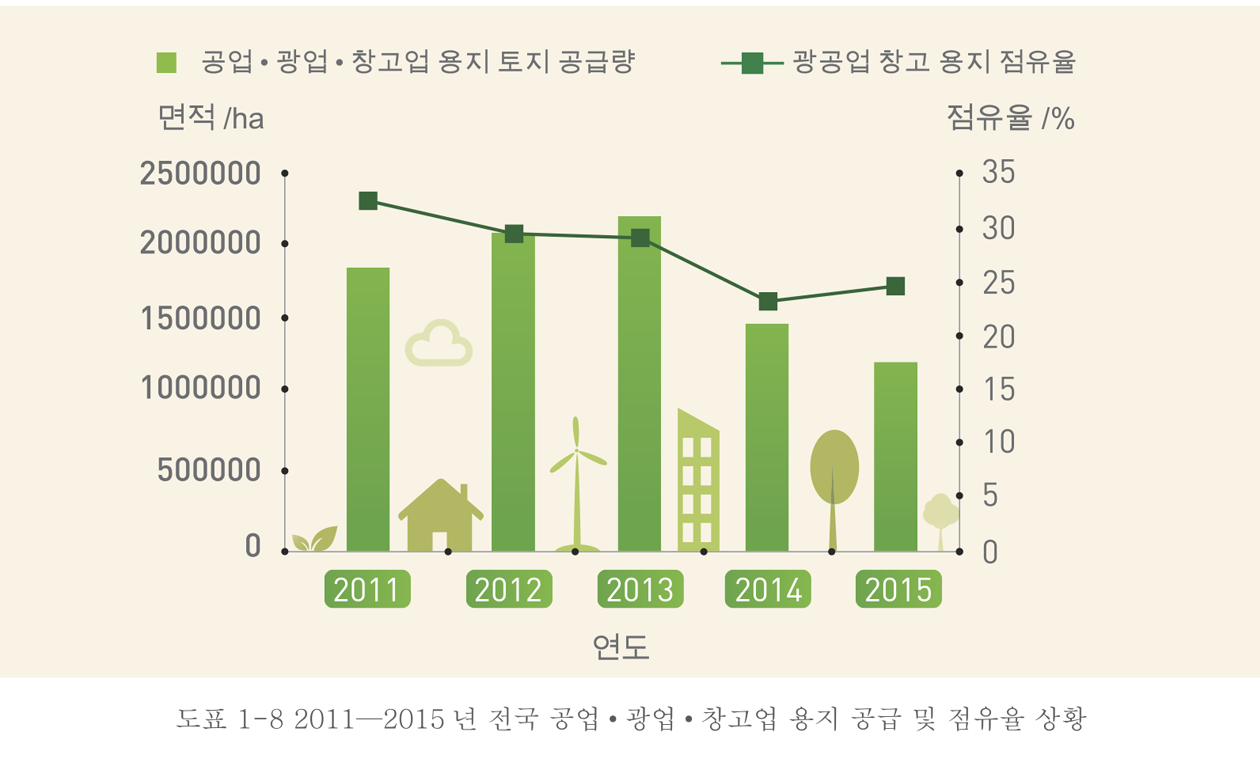 공업•광업•창고업 용지 토지 공급량 광공업 창고 용지 점유율
면적 /ha 점유율 /%
2500000 35
2000000 30
1500000 25
1000000 20
500000 15
0 10
5
0
2011 2012 2013 2014 2015
연도
도표 1-8 2011—2015 년 전국 공업•광업•창고업 용지 공급 및 점유율 상황